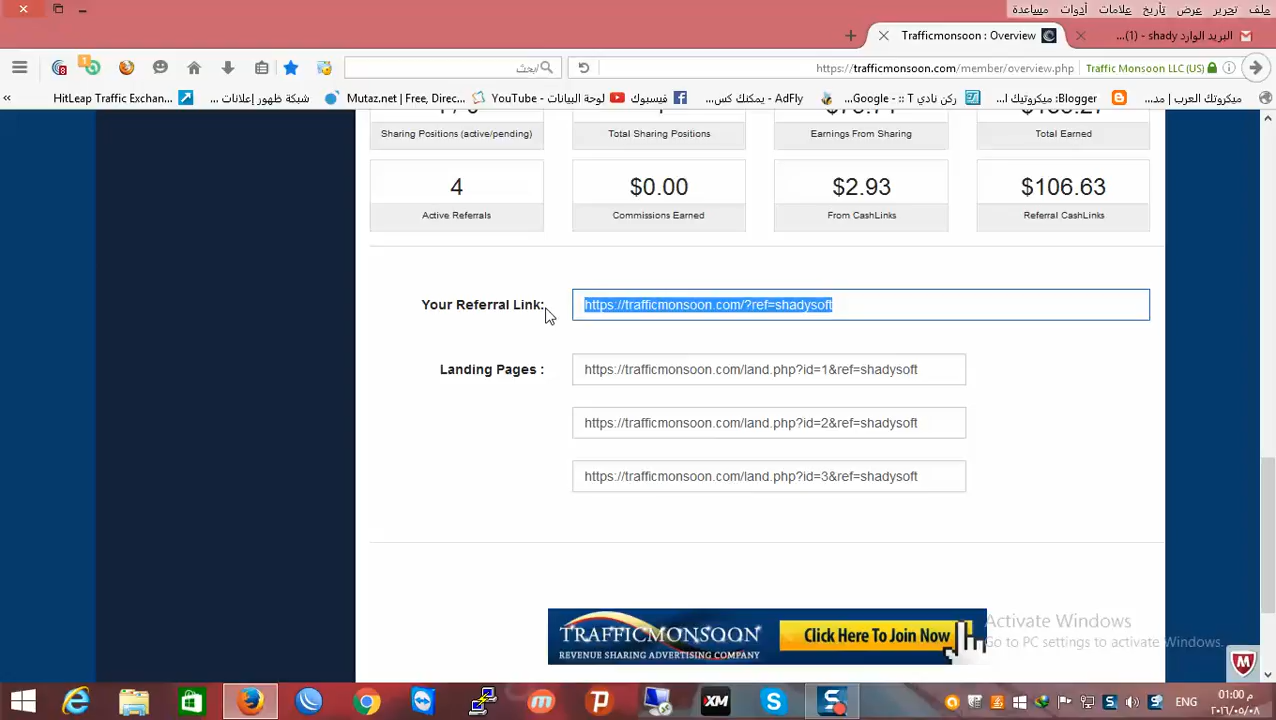 ملف تحرير عرض تأريخ علامات أدوات مساعدة
Trafficmonsoon : Overview
البريد الوارد (1) - shady...
https://trafficmonsoon.com/member/overview.php
Traffic Monsoon LLC (US)
ابحث
HitLeap Traffic Exchan...
شبكة ظهور إعلانات ...
Mutaz.net | Free, Direc...
لوحة البيانات - YouTube
فيسبوك
AdFly - يمكنك كس...
ركن نادي Google - :: T...
Blogger: ميكروتيك ا...
ميكروتك العرب | مد...
Sharing Positions (active/pending)
Total Sharing Positions
Earnings From Sharing
Total Earned
4
$0.00
$2.93
$106.63
Active Referrals
Commissions Earned
From CashLinks
Referral CashLinks
Your Referral Link:
https://trafficmonsoon.com/?ref=shadysoft
Landing Pages :
https://trafficmonsoon.com/land.php?id=1&ref=shadysoft
https://trafficmonsoon.com/land.php?id=2&ref=shadysoft
https://trafficmonsoon.com/land.php?id=3&ref=shadysoft
TRAFFICMONSOON
REVENUE SHARING ADVERTISING COMPANY
Click Here To Join Now
Activate Windows
Go to PC settings to activate Windows.
ENG
01:00 م
٢٠١٦/٠٥/٠٨